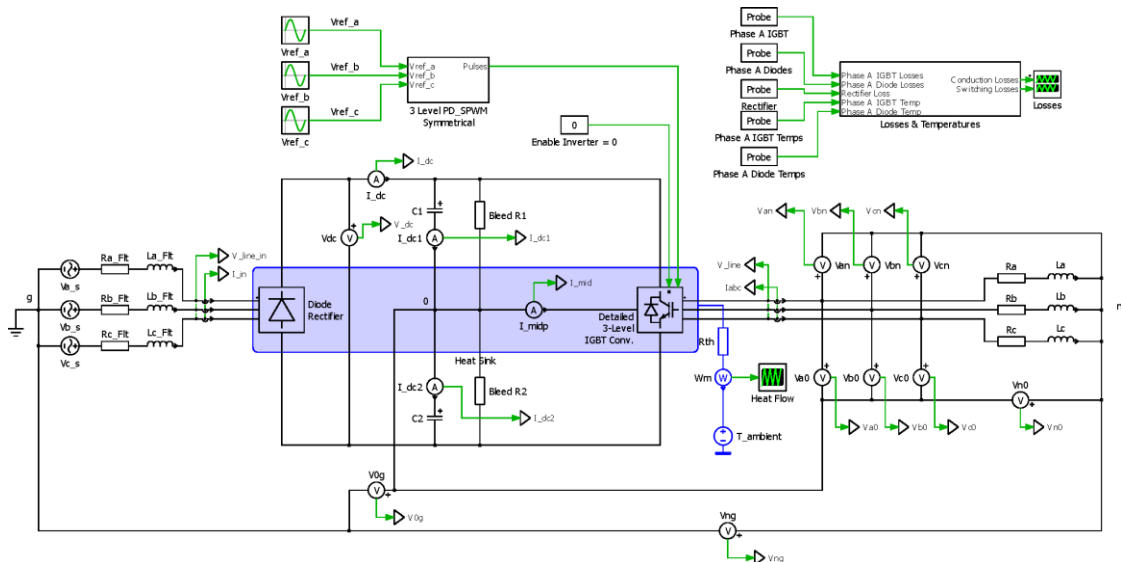 Vref_a
Vref_a
Vref_b
Vref_b
Vref_c
Vref_c
Vref_a
Vref_b
Vref_c
Pulses
3 Level PD_SPWM
Symmetrical
0
Enable Inverter = 0
Probe
Phase A IGBT
Probe
Phase A Diodes
Probe
Rectifier
Probe
Phase A IGBT Temps
Probe
Phase A Diode Temps
Phase A IGBT Losses
Phase A Diode Losses
Rectifier Loss
Phase A IGBT Temp
Phase A Diode Temp
Conduction Losses
Switching Losses
Losses & Temperatures
Losses
I_dc
A
I_dc
C1
Bleed R1
V_dc
Vdc
V
I_dc1
A
I_dc1
V_line_in
I_in
g
Va_s
Ra_Flt
La_Flt
Vb_s
Rb_Flt
Lb_Flt
Vc_s
Rc_Flt
Lc_Flt
Diode
Rectifier
0
I_mid
A
I_midp
Detailed
3-Level
IGBT Conv.
Heat Sink
I_dc2
A
C2
Bleed R2
I_dc2
V_line
Iabc
Rth
Wm
W
Heat Flow
T_ambient
Van
Vbn
Vcn
V
Van
V
Vbn
V
Vcn
Ra
La
Rb
Lb
Rc
Lc
n
Va0
V
Vb0
V
Vc0
V
Va0
Vb0
Vc0
Vn0
V
Vn0
V0g
V
V0g
Vng
V
Vng